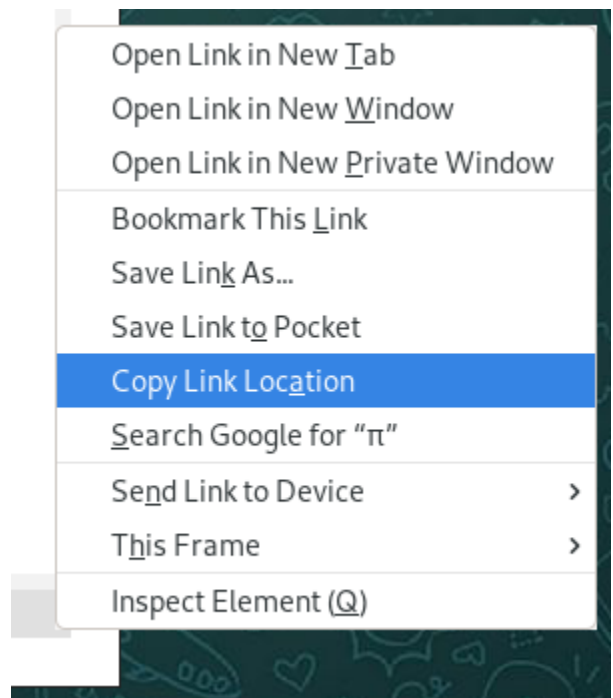 Open Link in New Tab
Open Link in New Window
Open Link in New Private Window
Bookmark This Link
Save Link As...
Save Link to Pocket
Copy Link Location
Search Google for “π”
Send Link to Device
This Frame
Inspect Element (Q)